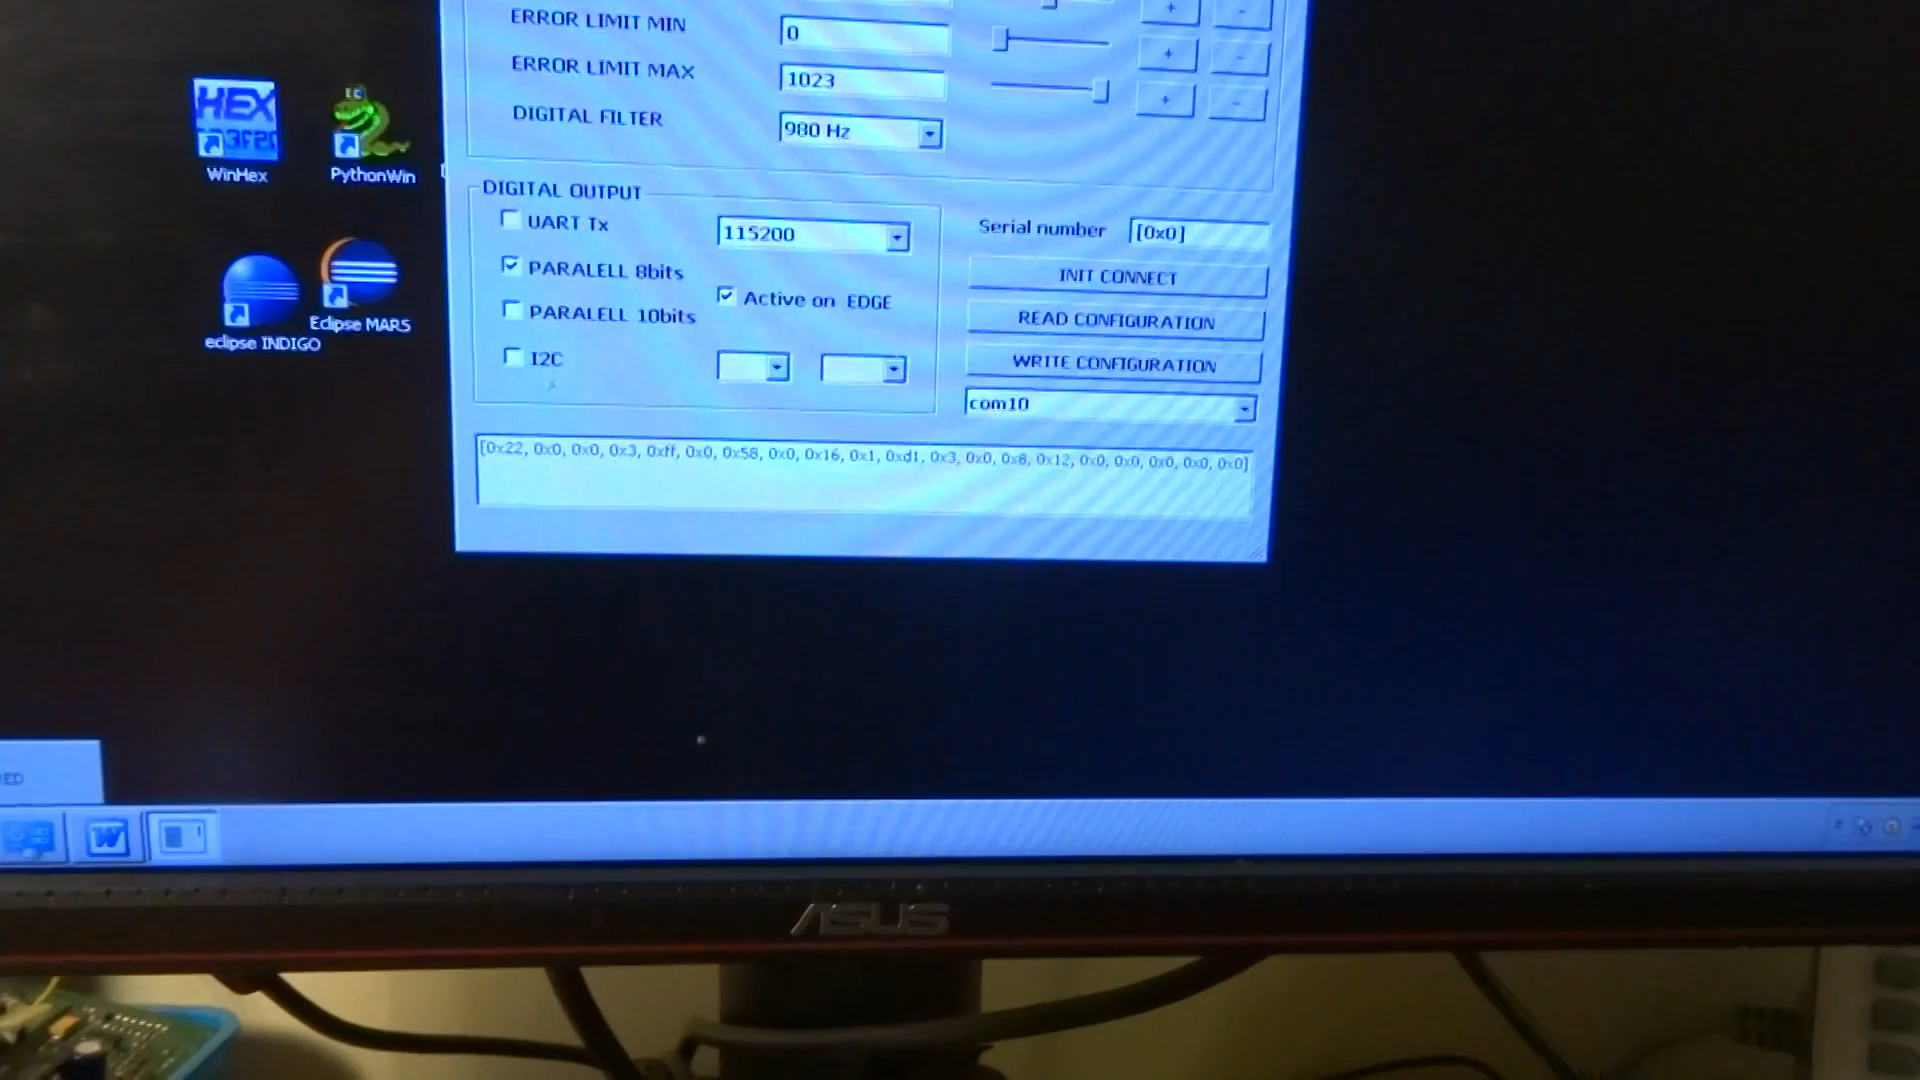 ERROR LIMIT MIN
0
+
-
ERROR LIMIT MAX
1023
+
-
DIGITAL FILTER
980 Hz
+
-
HEX
WinHex
PythonWin
eclipse INDIGO
Eclipse MARS
DIGITAL OUTPUT
UART Tx
115200
PARALELL 8bits
Active on EDGE
PARALELL 10bits
I2C
Serial number
[0x0]
INIT CONNECT
READ CONFIGURATION
WRITE CONFIGURATION
com10
[0x22, 0x0, 0x0, 0x3, 0xff, 0x0, 0x58, 0x0, 0x16, 0x1, 0xd1, 0x3, 0x0, 0x8, 0x12, 0x0, 0x0, 0x0, 0x0, 0x0]
W
ASUS